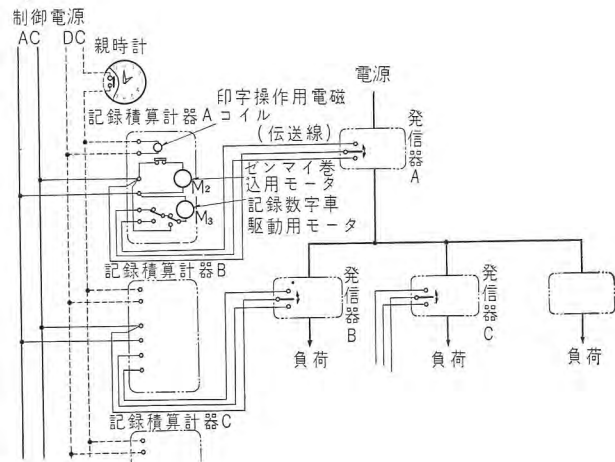 制御電源
AC DC
親時計
記録積算計器A
印字操作用電磁
コイル
(伝送線)
ゼンマイ巻
込用モータ
M2
記録数字車
駆動用モータ
M3
電源
発信器A
記録積算計器B
発信器B
発信器C
負荷
負荷
負荷
記録積算計器C